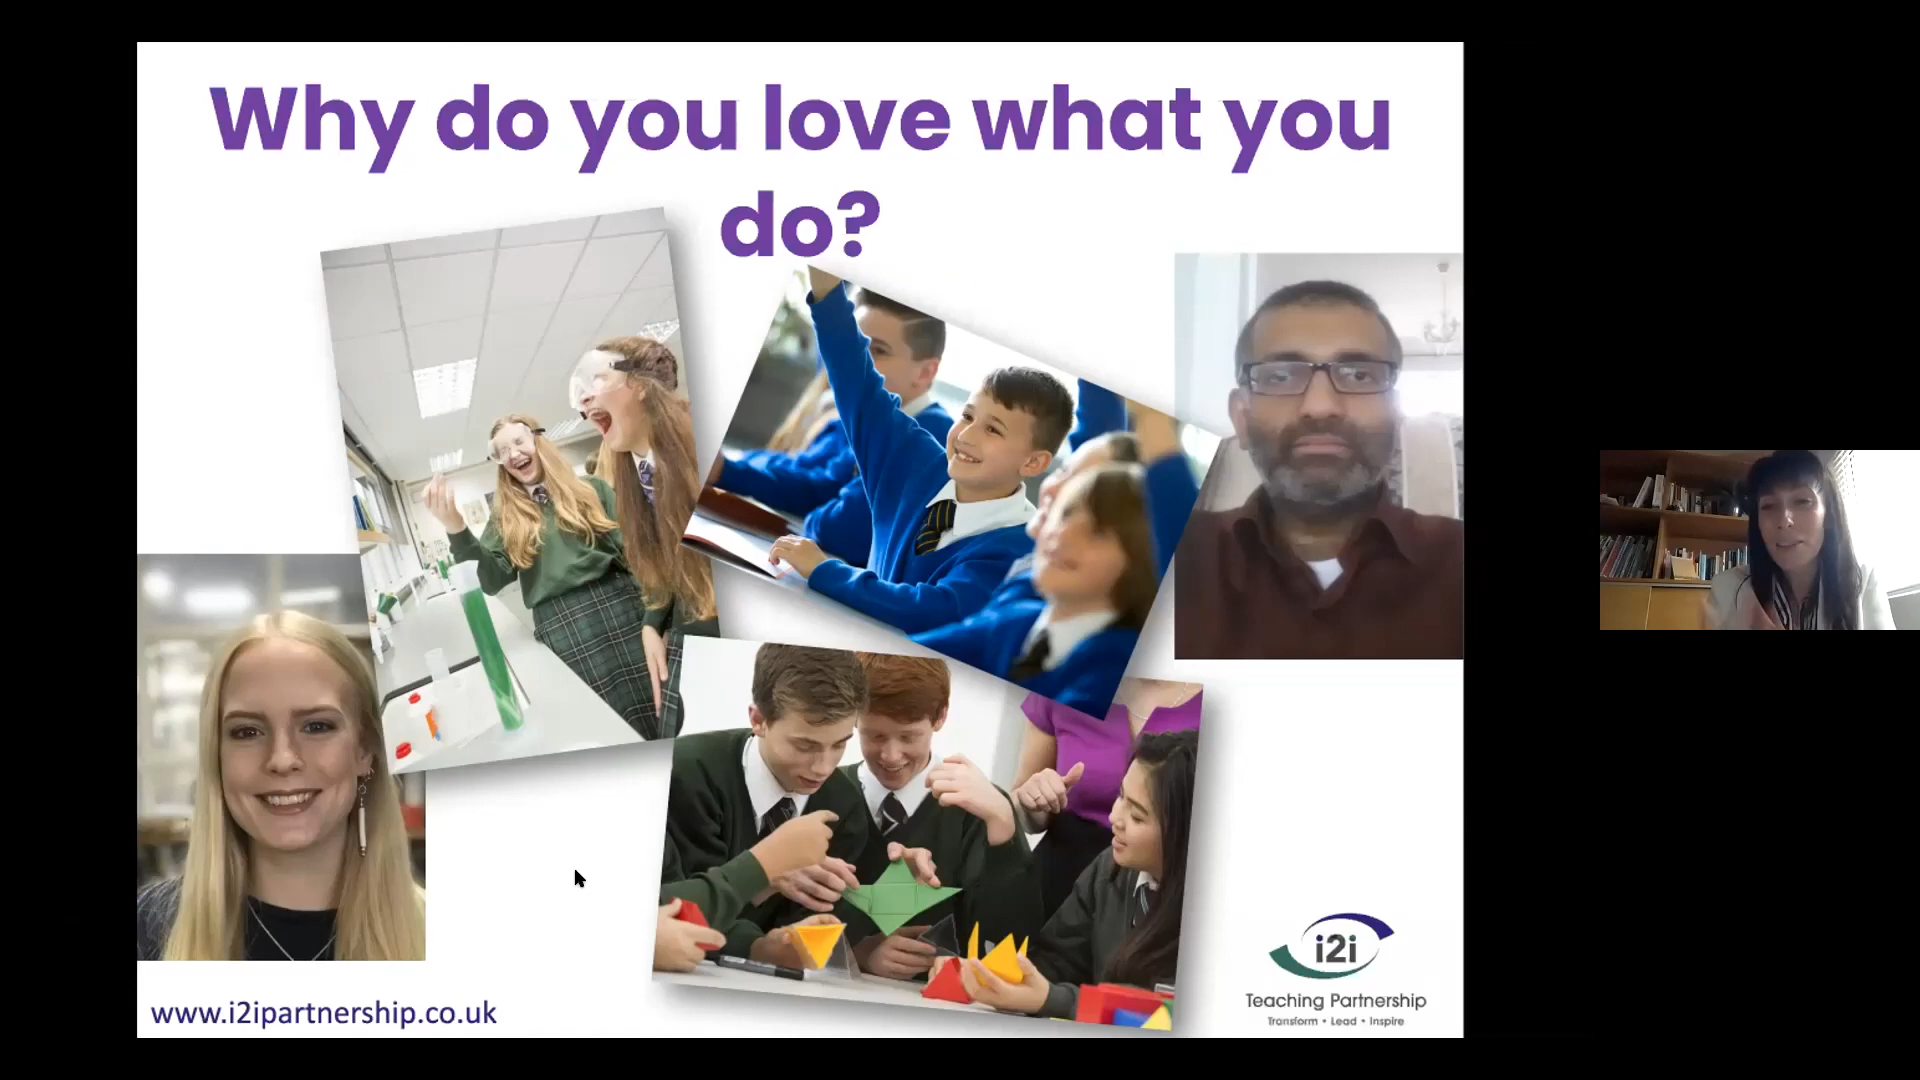 Why do you love what you
do?
www.i2ipartnership.co.uk
i2i
Teaching Partnership
Transform • Lead • Inspire